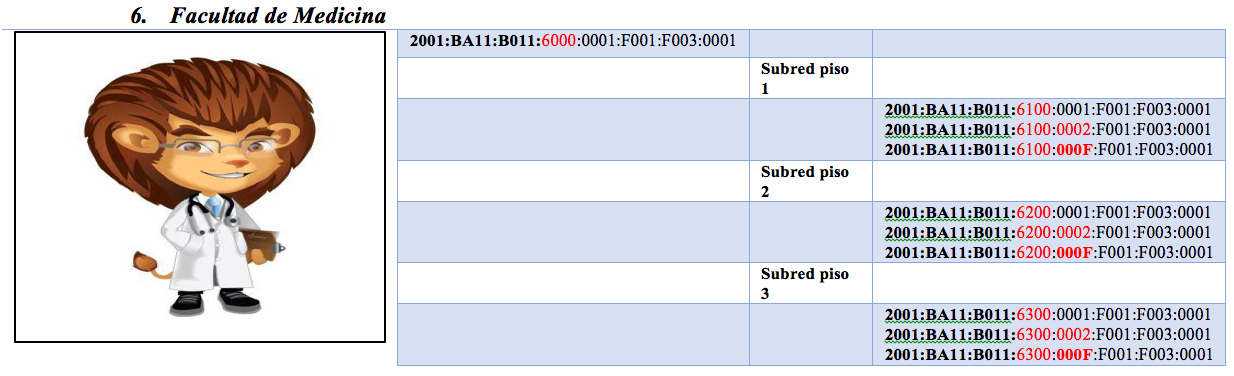 6. Facultad de Medicina
2001:BA11:B011:6000:0001:F001:F003:0001
Subred piso
1
2001:BA11:B011:6100:0001:F001:F003:0001
2001:BA11:B011:6100:0002:F001:F003:0001
2001:BA11:B011:6100:000F:F001:F003:0001
Subred piso
2
2001:BA11:B011:6200:0001:F001:F003:0001
2001:BA11:B011:6200:0002:F001:F003:0001
2001:BA11:B011:6200:000F:F001:F003:0001
Subred piso
3
2001:BA11:B011:6300:0001:F001:F003:0001
2001:BA11:B011:6300:0002:F001:F003:0001
2001:BA11:B011:6300:000F:F001:F003:0001